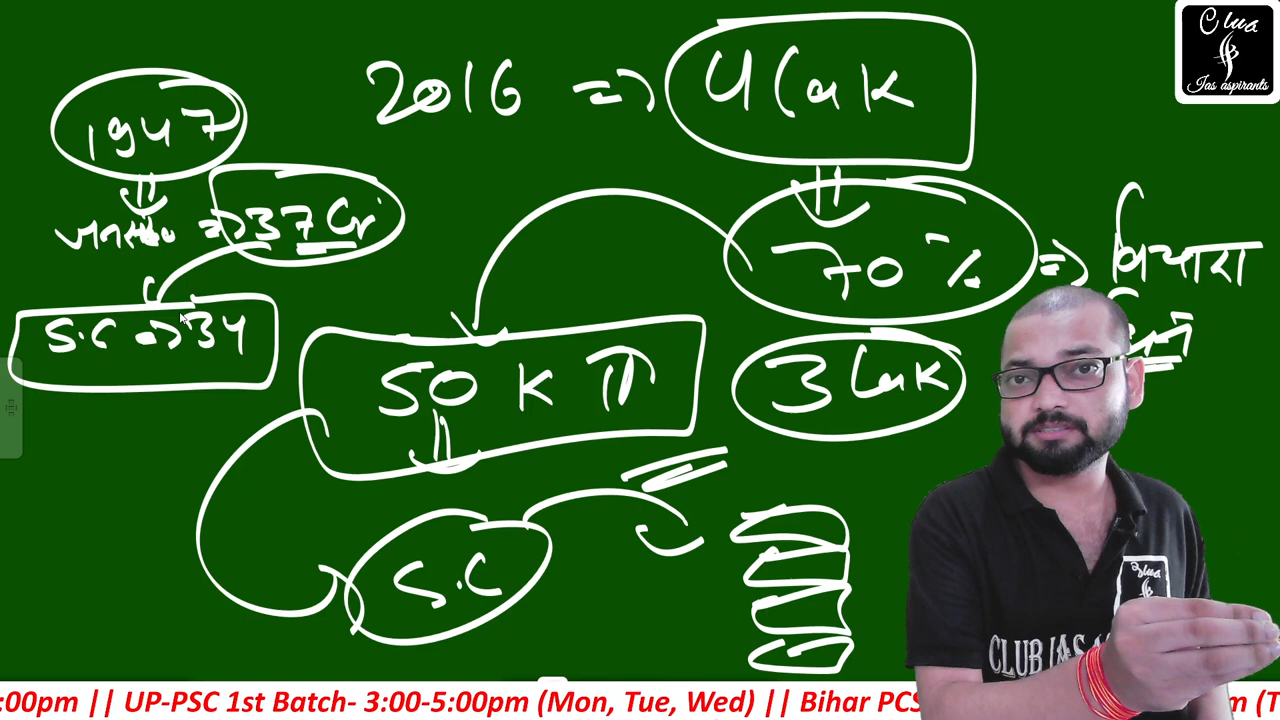 Clua
Ias aspirants
2016 => 4 Lak
1947
=> 37 Cr
70 % =>
S.C => 34
50 K
3 Lak
S.C
CLUB IAS A
:00pm || UP-PSC 1st Batch- 3:00-5:00pm (Mon, Tue, Wed) || Bihar PCS
m (T